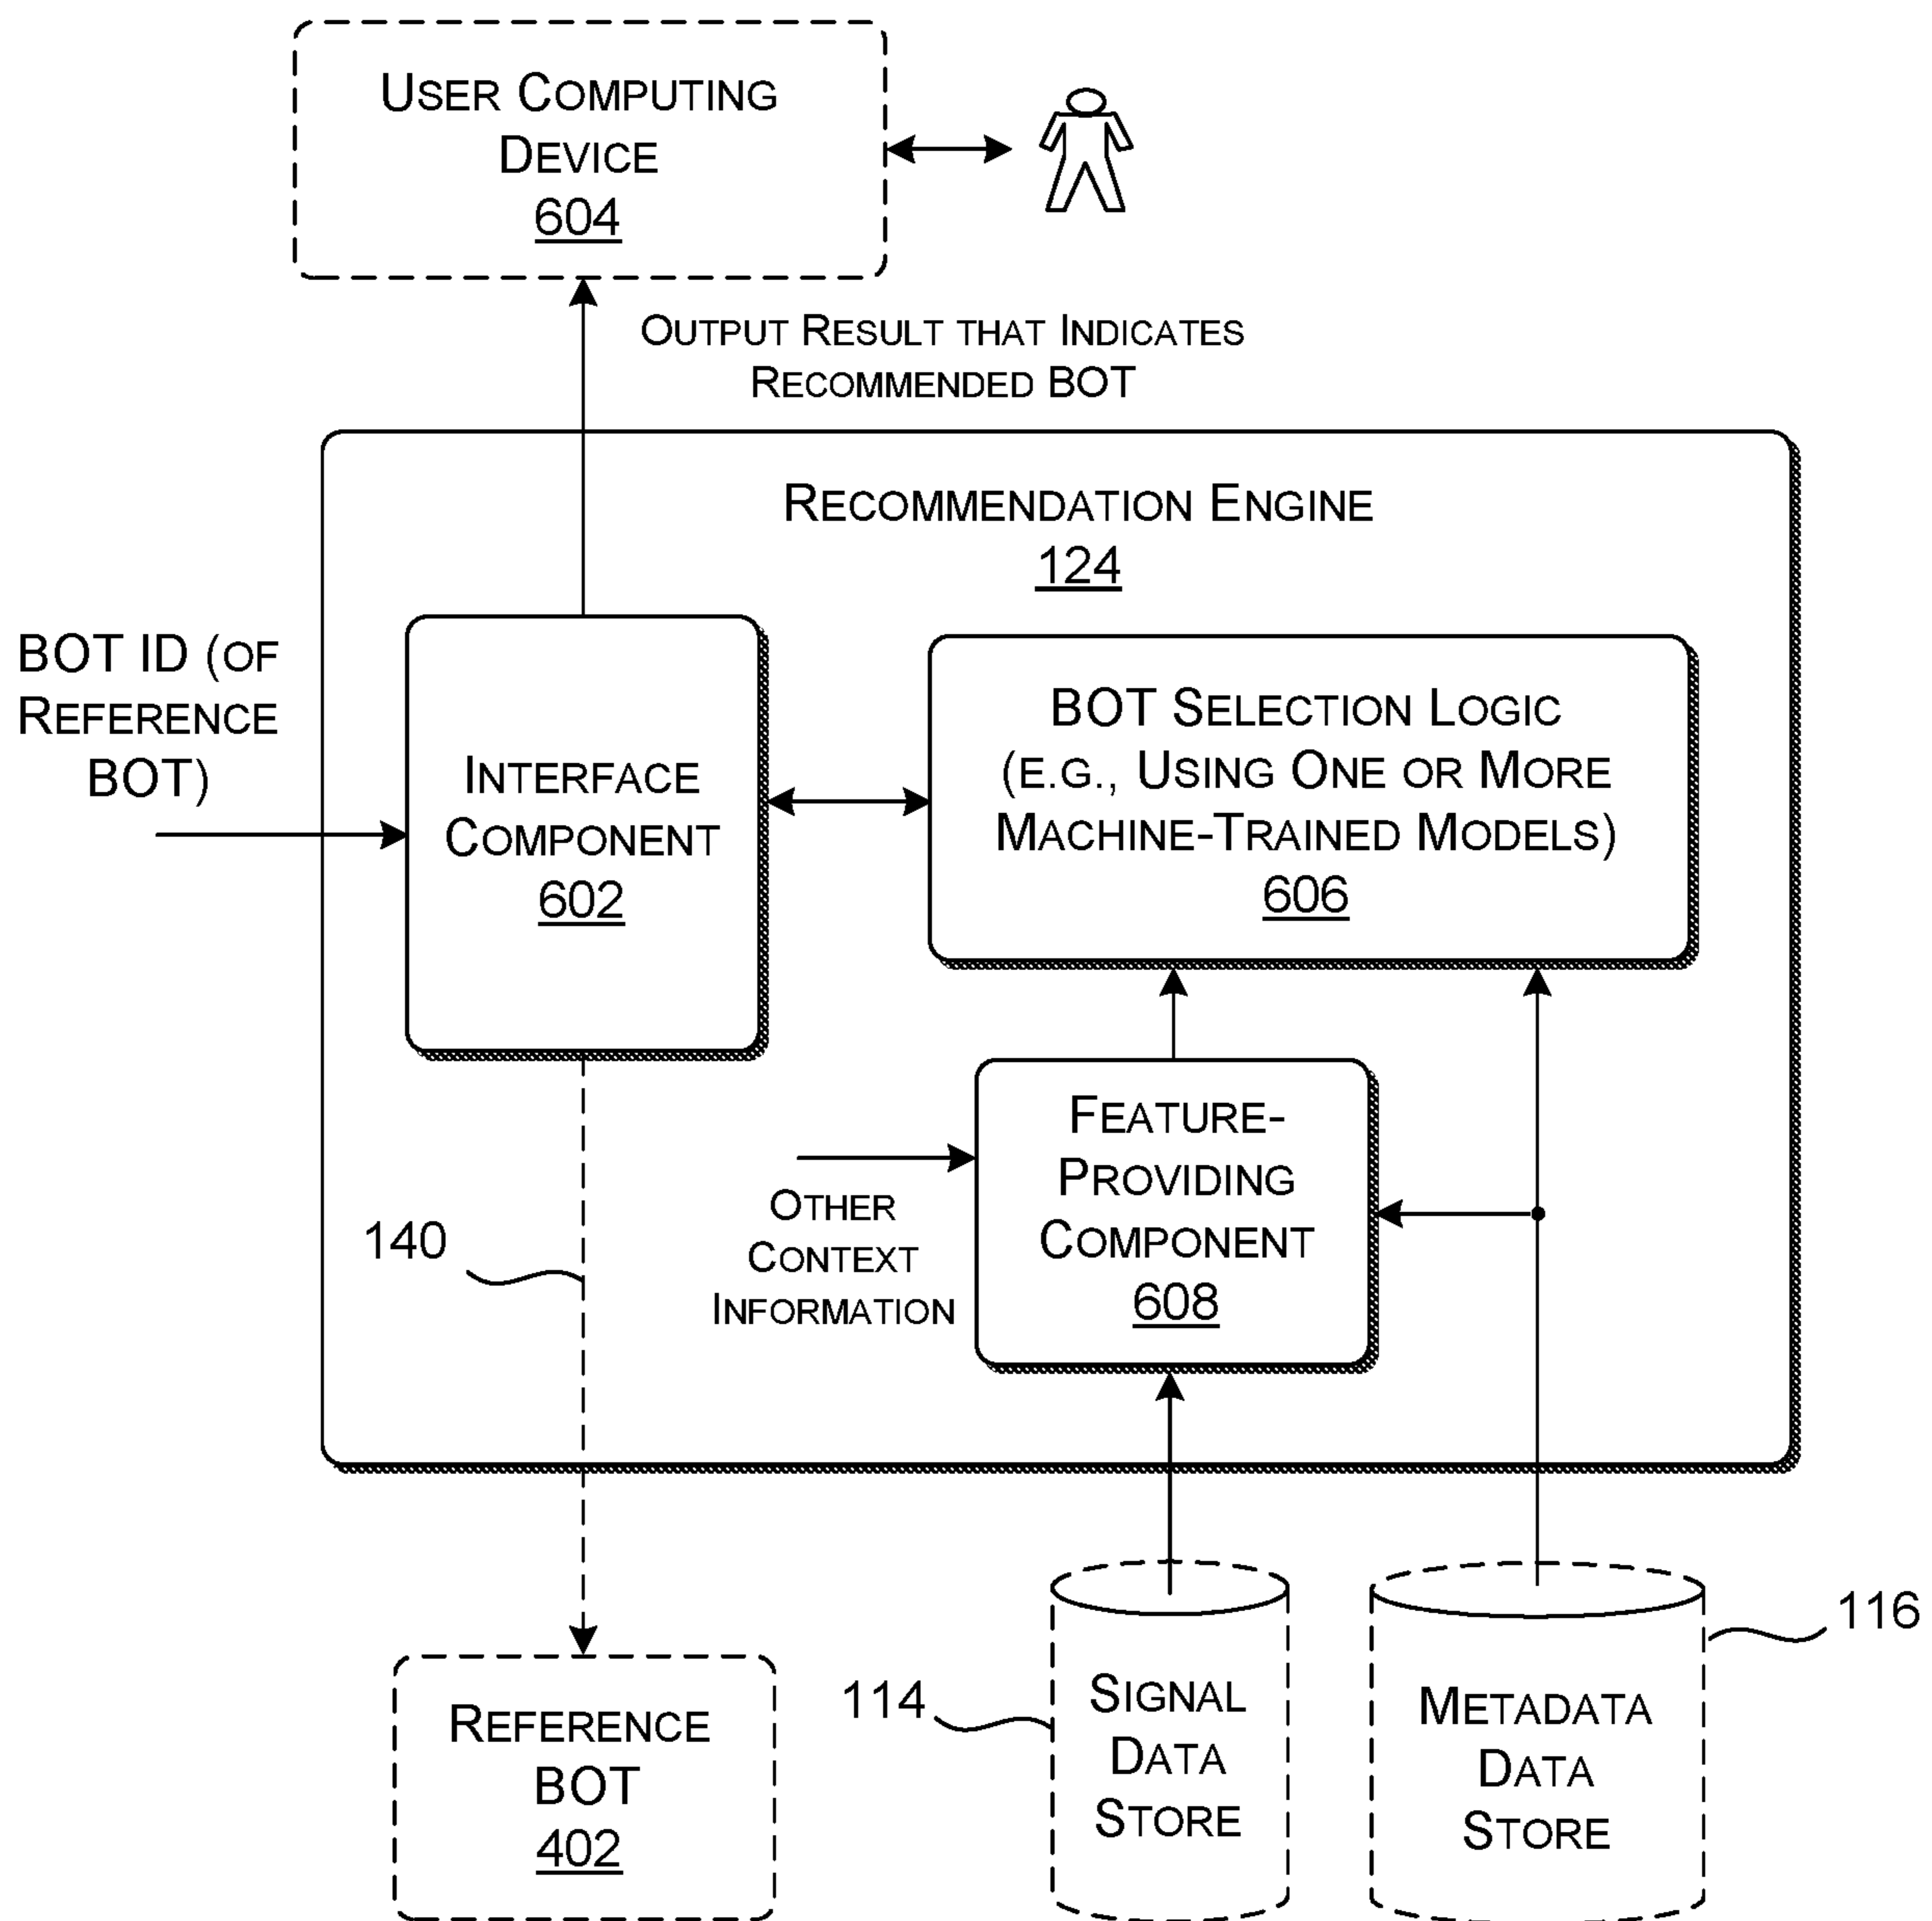 USER COMPUTING
DEVICE
604
OUTPUT RESULT THAT INDICATES
RECOMMENDED BOT
RECOMMENDATION ENGINE
124
BOT ID (OF
REFERENCE
BOT)
INTERFACE
COMPONENT
602
BOT SELECTION LOGIC
(E.G., USING ONE OR MORE
MACHINE-TRAINED MODELS)
606
FEATURE-
PROVIDING
COMPONENT
608
OTHER
CONTEXT
INFORMATION
140
REFERENCE
BOT
402
114
SIGNAL
DATA
STORE
METADATA
DATA
STORE
116